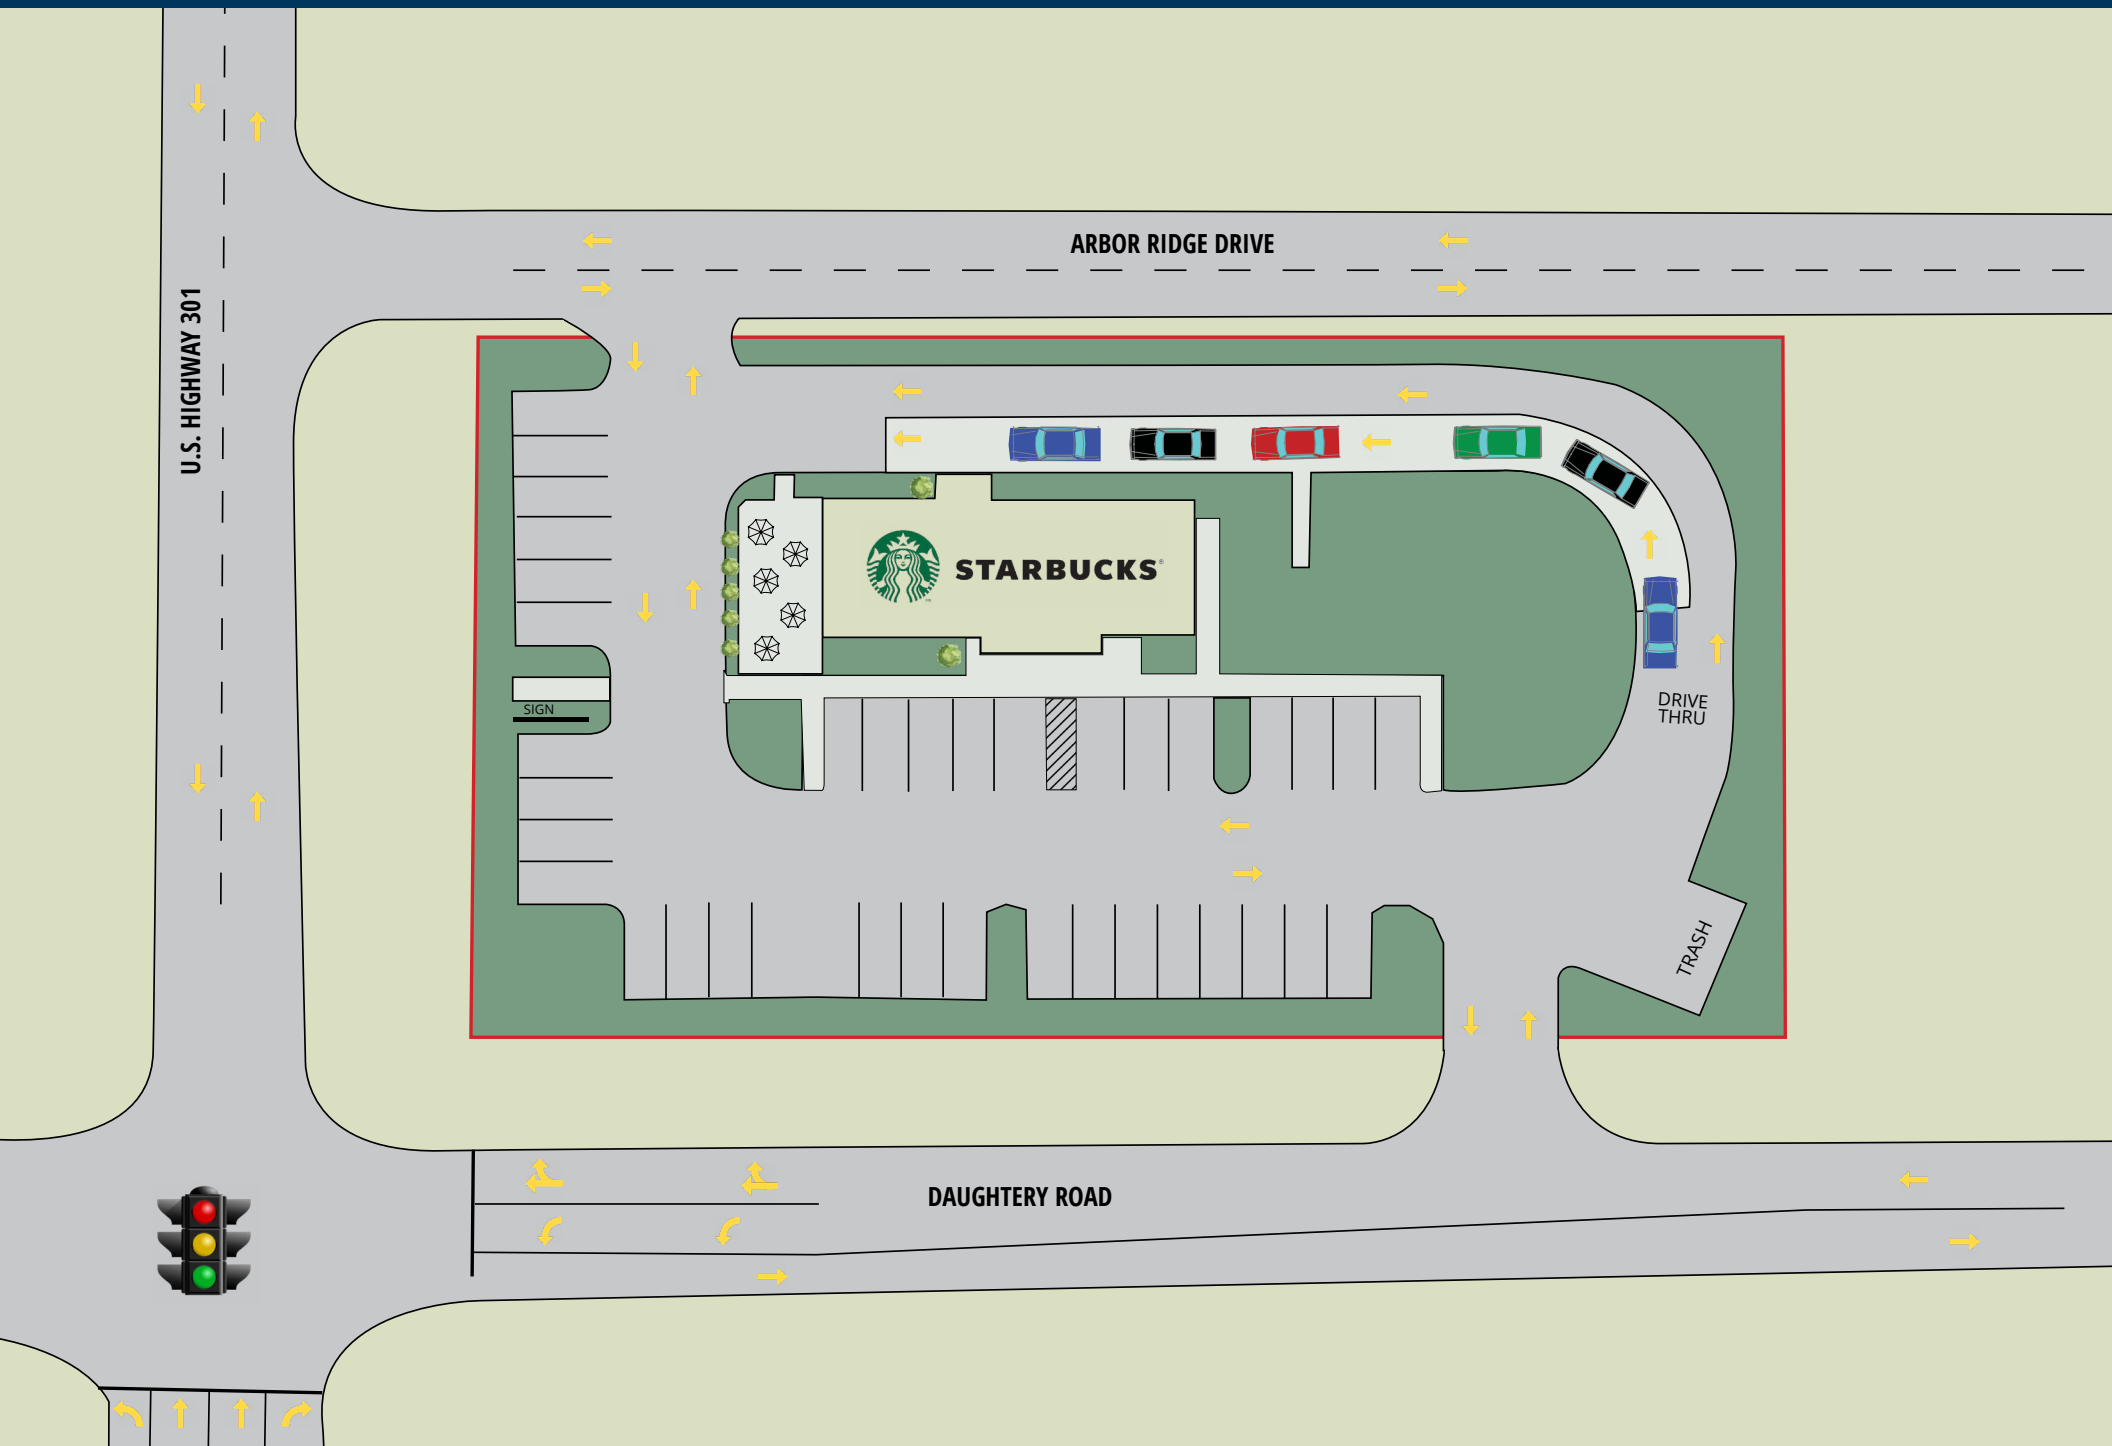 ARBOR RIDGE DRIVE
U.S. HIGHWAY 301
STARBUCKS®
SIGN
DRIVE
THRU
TRASH
DAUGHTERY ROAD